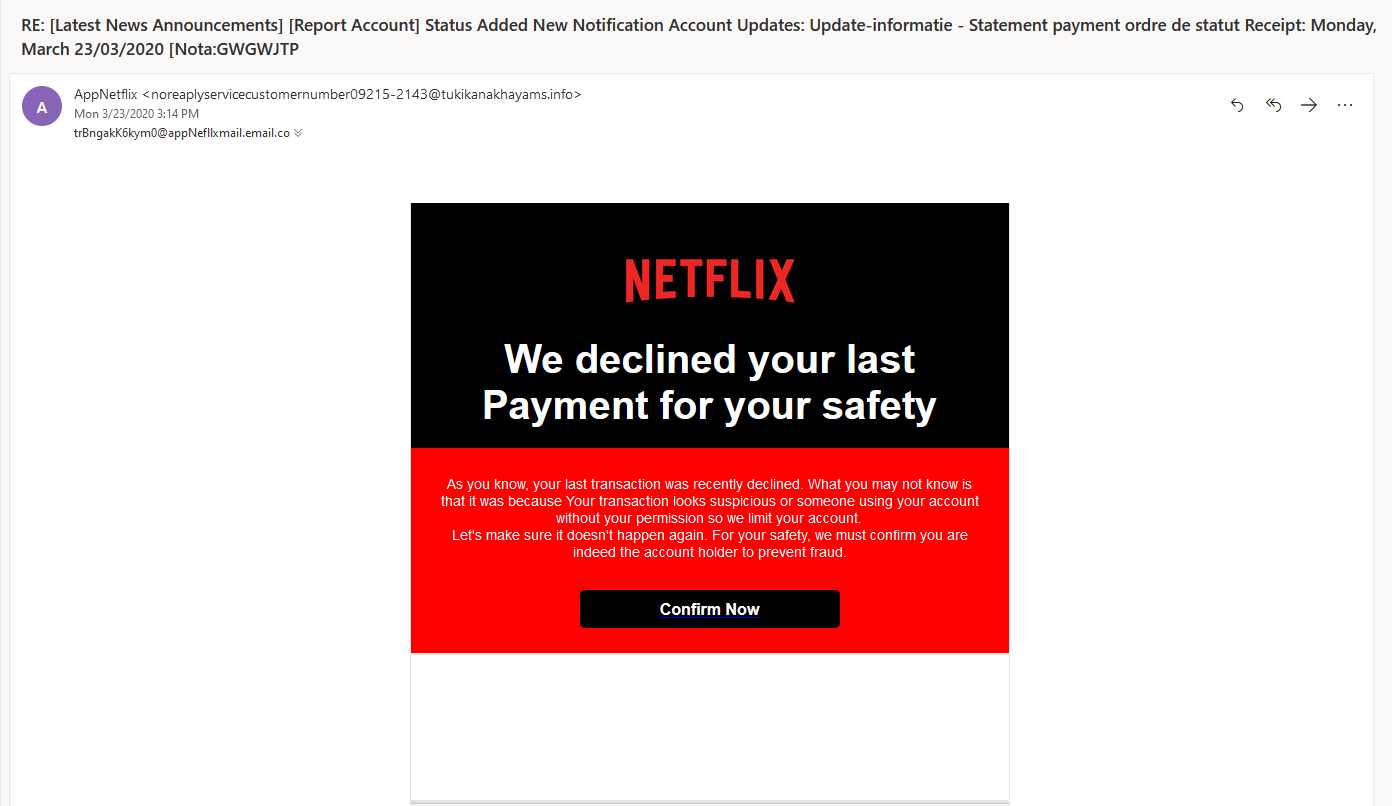 RE: [Latest News Announcements] [Report Account] Status Added New Notification Account Updates: Update-informatie - Statement payment ordre de statut Receipt: Monday,
March 23/03/2020 [Nota:GWGWJTP
A
AppNetflix <noreaplyservicecustomernumber09215-2143@tukikanakhayams.info>
Mon 3/23/2020 3:14 PM
trBngakK6kym0@appNefllxmail.email.co
NETFLIX
We declined your last
Payment for your safety
As you know, your last transaction was recently declined. What you may not know is
that it was because Your transaction looks suspicious or someone using your account
without your permission so we limit your account.
Let's make sure it doesn't happen again. For your safety, we must confirm you are
indeed the account holder to prevent fraud.
Confirm Now